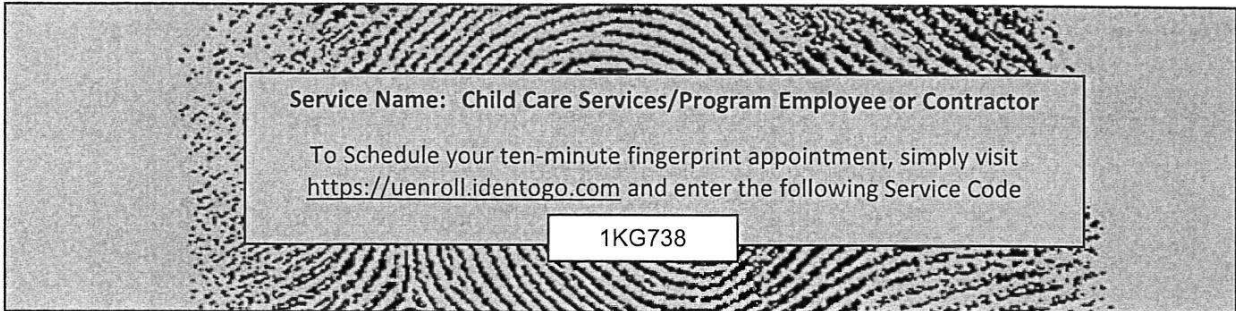 Service Name: Child Care Services/Program Employee or Contractor
To Schedule your ten-minute fingerprint appointment, simply visit
https://uenroll.identogo.com and enter the following Service Code
1KG738